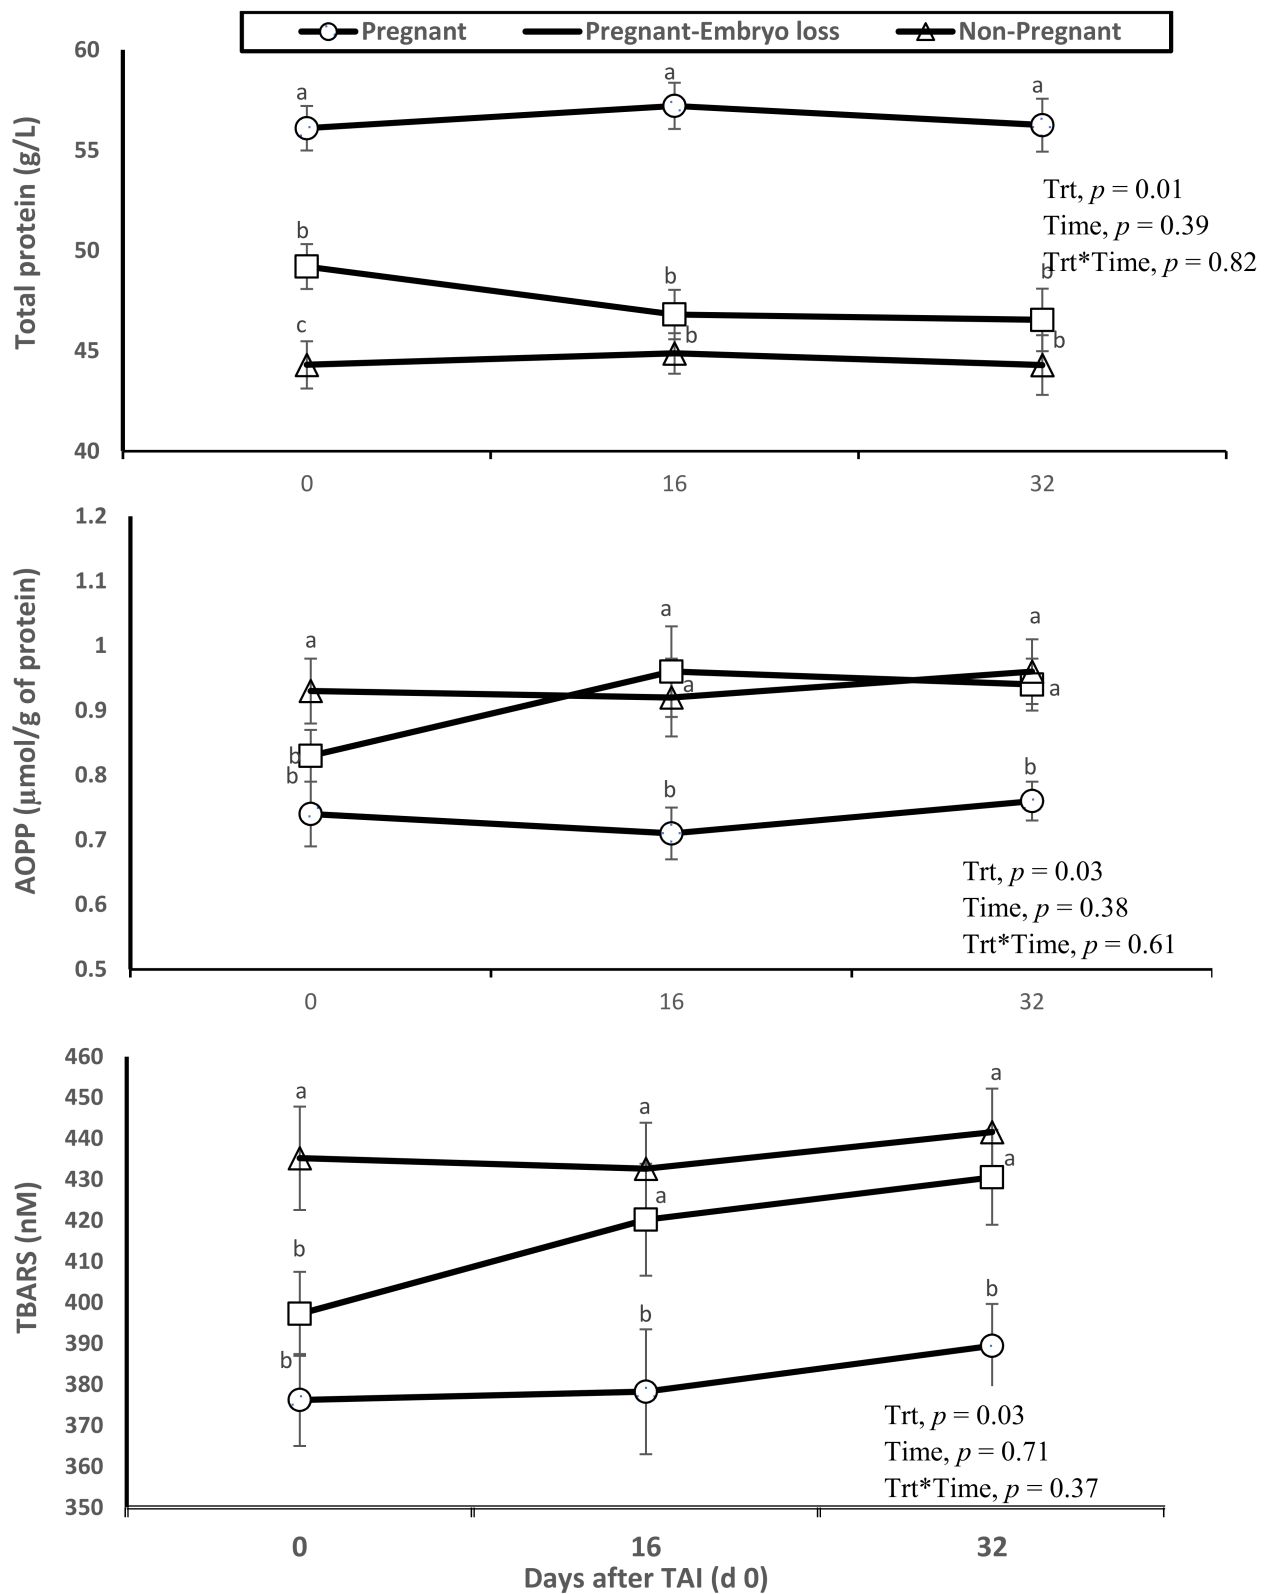 Pregnant Pregnant-Embryo loss Non-Pregnant
Total protein (g/L)
60
55
50
45
40
a
a
a
b
b
b
c
b
b
Trt, p = 0.01
Time, p = 0.39
Trt*Time, p = 0.82
0 16 32
AOPP (μmol/g of protein)
1.2
1.1
1
0.9
0.8
0.7
0.6
0.5
a
a
a
b
a
a
b
b
b
Trt, p = 0.03
Time, p = 0.38
Trt*Time, p = 0.61
0 16 32
TBARS (nM)
460
450
440
430
420
410
400
390
380
370
360
350
a
a
a
b
a
a
b
b
b
Trt, p = 0.03
Time, p = 0.71
Trt*Time, p = 0.37
0 16 32
Days after TAI (d 0)